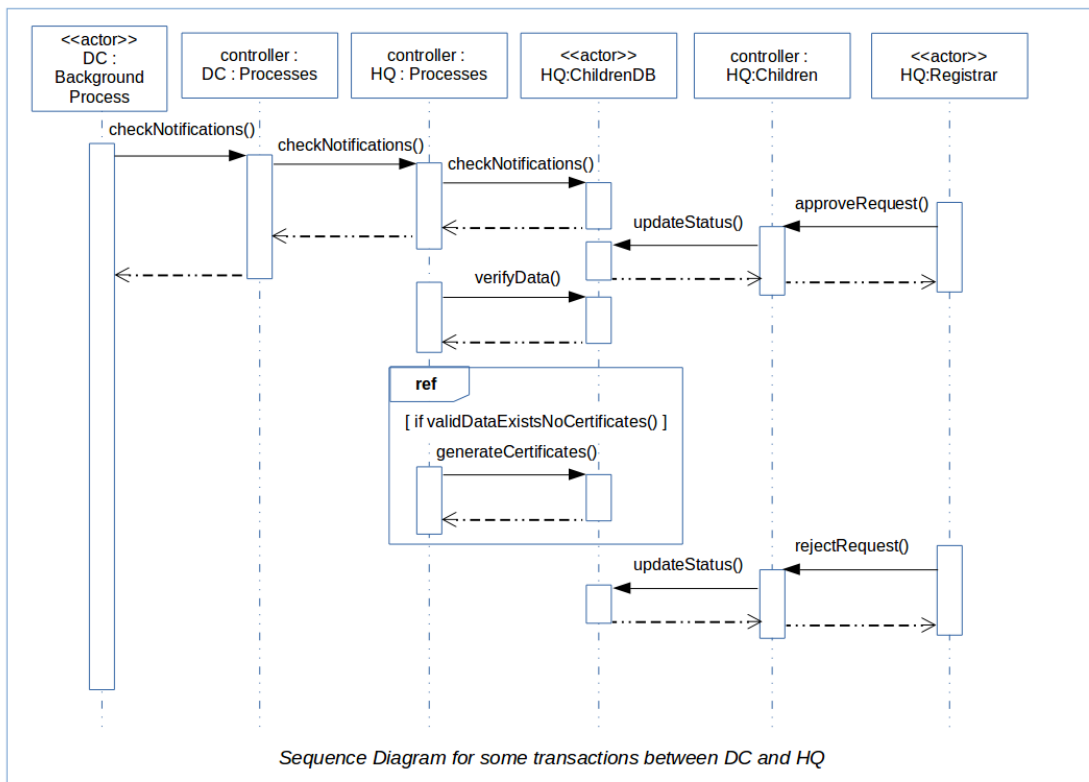 <<actor>>
DC :
Background
Process
controller :
DC : Processes
controller :
HQ : Processes
<<actor>>
HQ:ChildrenDB
controller :
HQ:Children
<<actor>>
HQ:Registrar
checkNotifications()
checkNotifications()
checkNotifications()
approveRequest()
updateStatus()
verifyData()
ref
[ if validDataExistsNoCertificates() ]
generateCertificates()
rejectRequest()
updateStatus()
Sequence Diagram for some transactions between DC and HQ